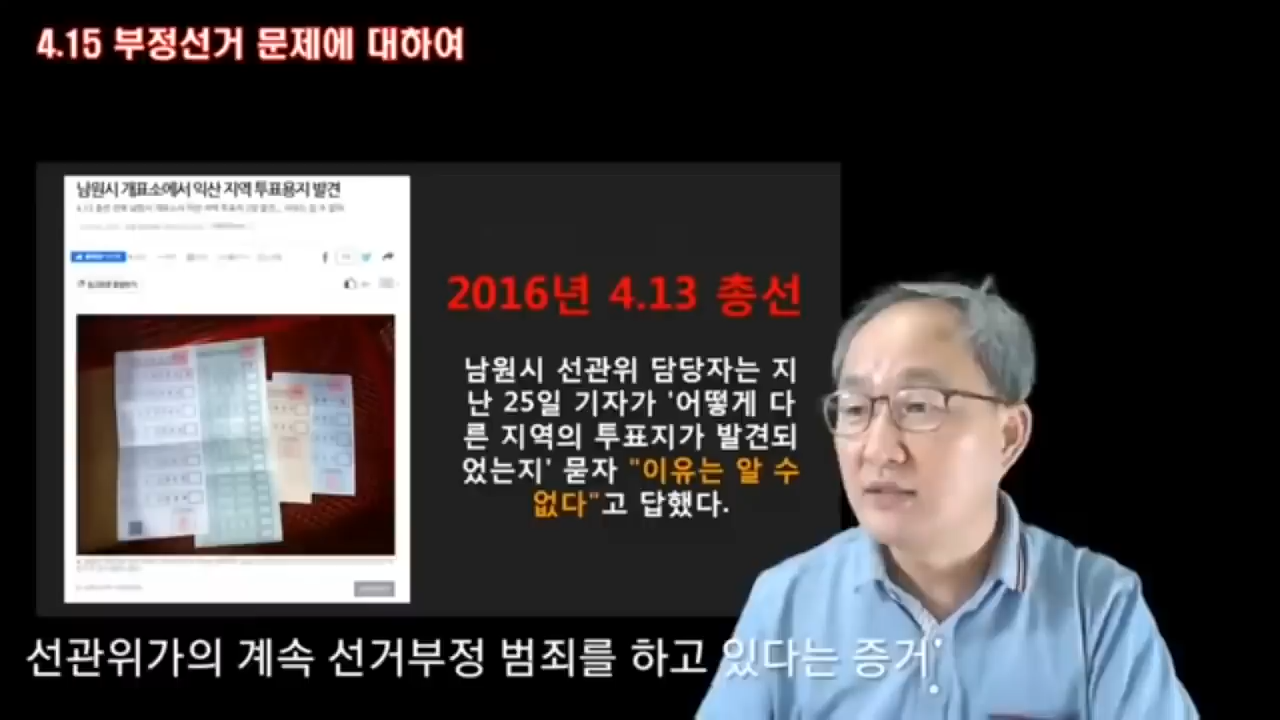 4.15 부정선거 문제에 대하여
남원시 개표소에서 익산 지역 투표용지 발견
2016년 4.13 총선
남원시 선관위 담당자는 지
난 25일 기자가 '어떻게 다
른 지역의 투표지가 발견되
었는지' 묻자 "이유는 알 수
없다"고 답했다.
선관위가의 계속 선거부정 범죄를 하고 있다는 증거